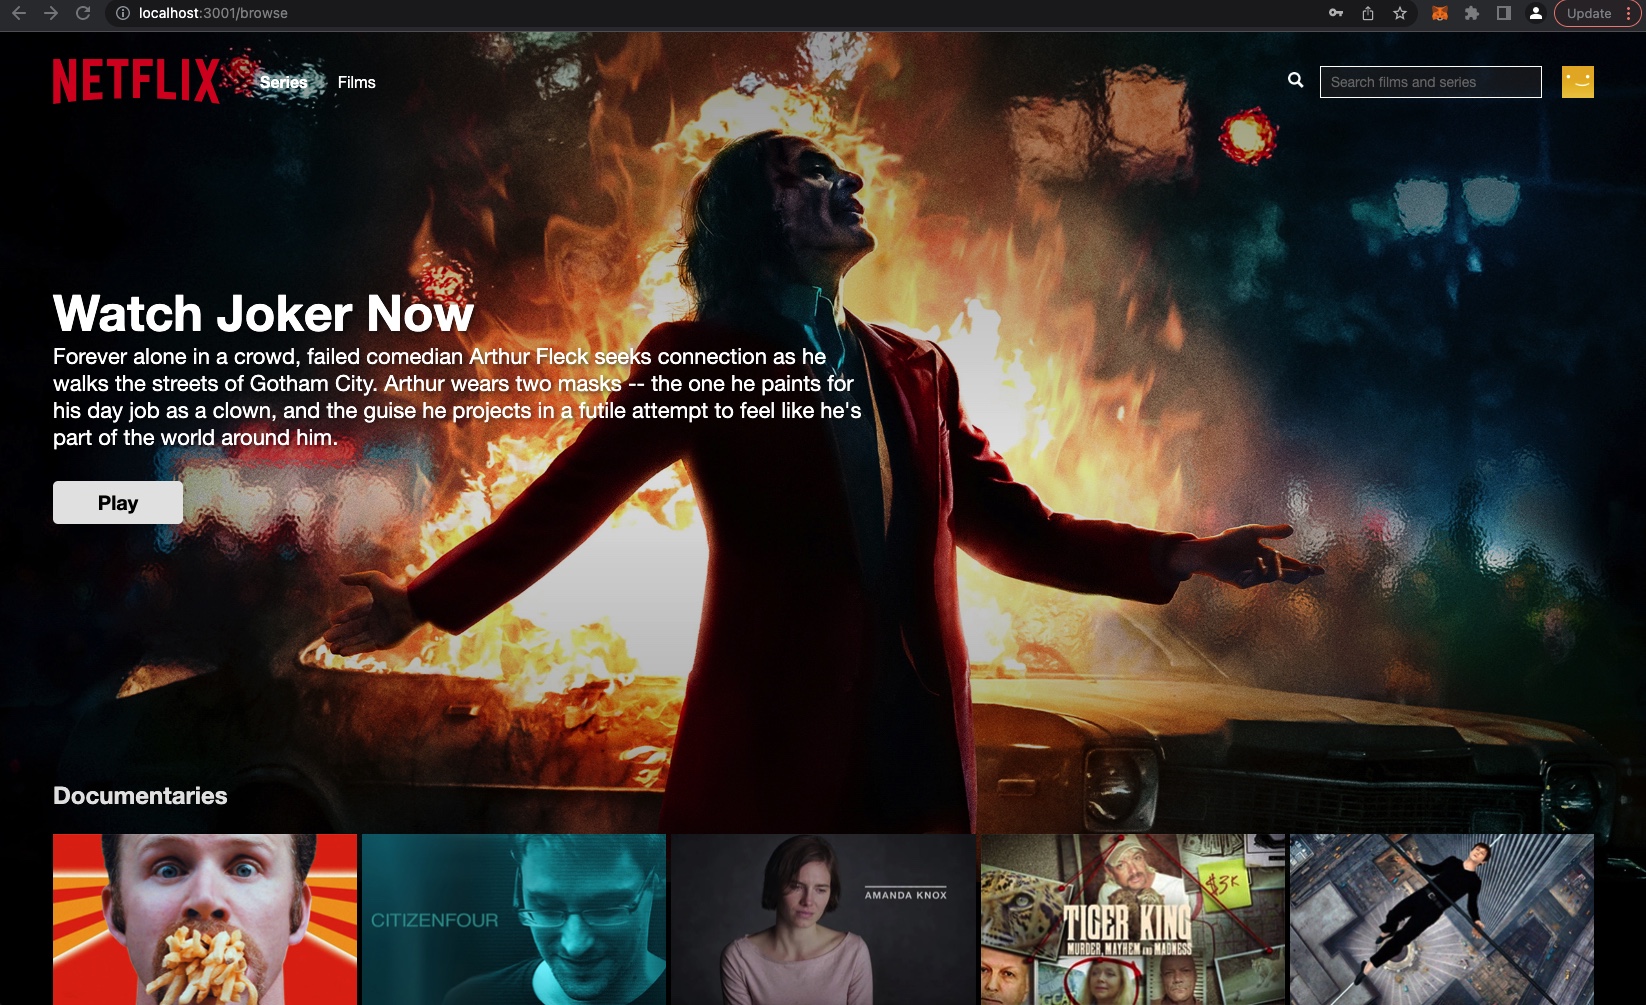 localhost:3001/browse
Update
NETFLIX
Series
Films
Search films and series
Watch Joker Now
Forever alone in a crowd, failed comedian Arthur Fleck seeks connection as he
walks the streets of Gotham City. Arthur wears two masks -- the one he paints for
his day job as a clown, and the guise he projects in a futile attempt to feel like he's
part of the world around him.
Play
Documentaries
CITIZENFOUR
AMANDA KNOX
$3K
TIGER KING
MURDER, MAYHEM AND MADNESS